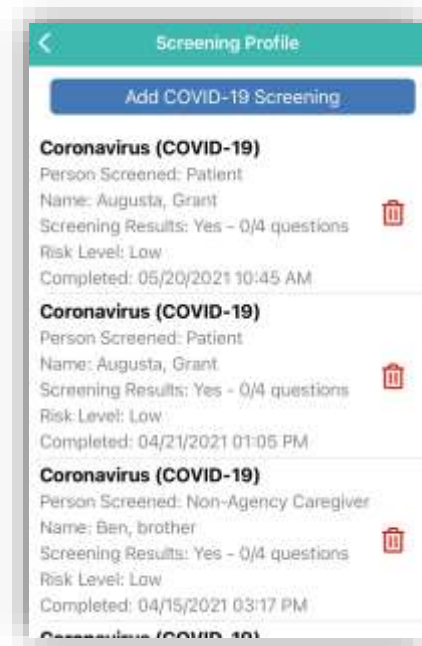 Screening Profile
Add COVID-19 Screening
Coronavirus (COVID-19)
Person Screened: Patient
Name: Augusta, Grant
Screening Results: Yes - 0/4 questions
Risk Level: Low
Completed: 05/20/2021 10:45 AM
Coronavirus (COVID-19)
Person Screened: Patient
Name: Augusta, Grant
Screening Results: Yes - 0/4 questions
Risk Level: Low
Completed: 04/21/2021 01:05 PM
Coronavirus (COVID-19)
Person Screened: Non-Agency Caregiver
Name: Ben, brother
Screening Results: Yes - 0/4 questions
Risk Level: Low
Completed: 04/15/2021 03:17 PM
Coronavirus (COVID-19)